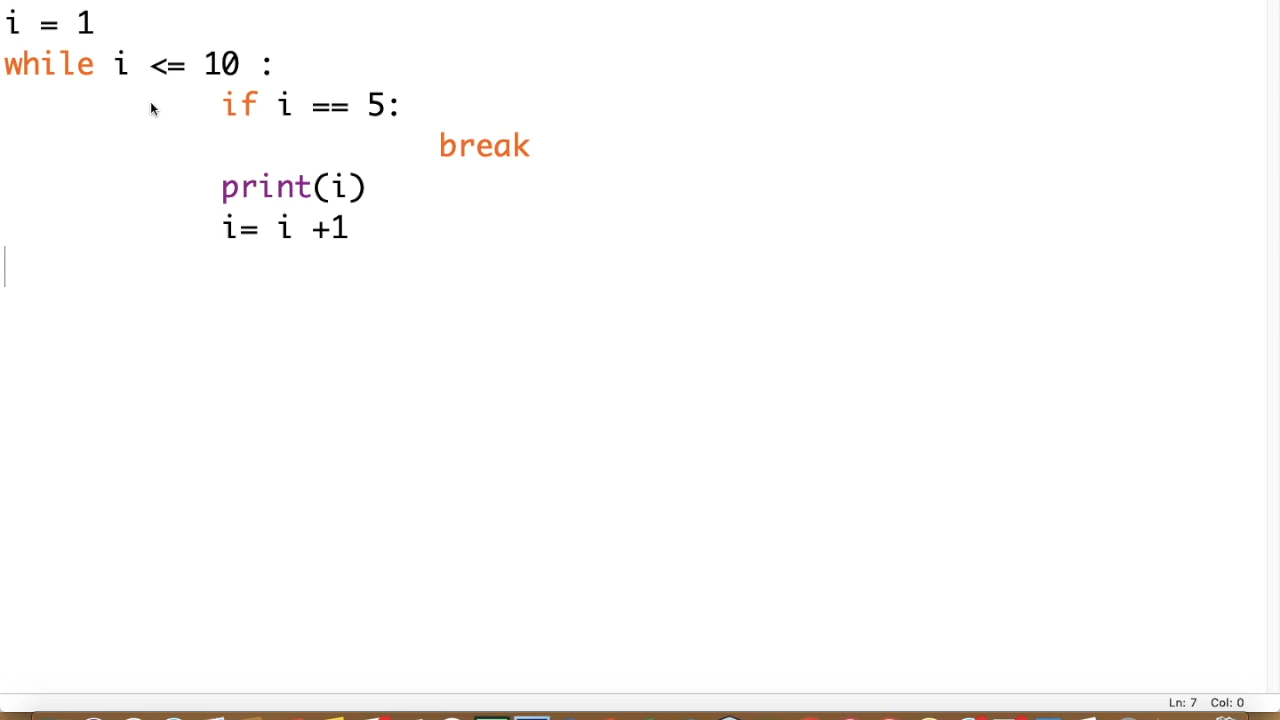 i = 1
while i <= 10 :
            if i == 5:
                        break
            print(i)
            i= i +1
Ln: 7 Col: 0